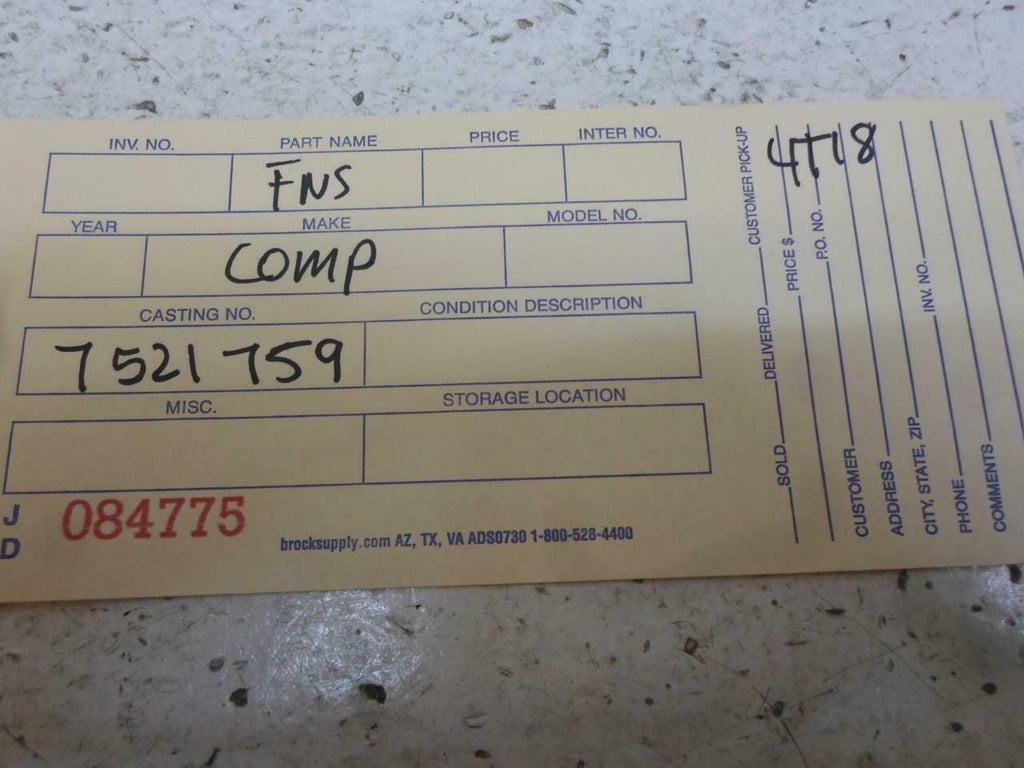 INV. NO. PART NAME PRICE INTER NO.
FNS
YEAR MAKE MODEL NO.
COMP
CASTING NO. CONDITION DESCRIPTION
7521759
MISC. STORAGE LOCATION
J
D
084775
brocksupply.com AZ, TX, VA ADS0730 1-800-528-4400
4T18
SOLD DELIVERED CUSTOMER PICK-UP
PRICE $
P.O. NO.
CUSTOMER
ADDRESS
CITY, STATE, ZIP INV. NO.
PHONE
COMMENTS